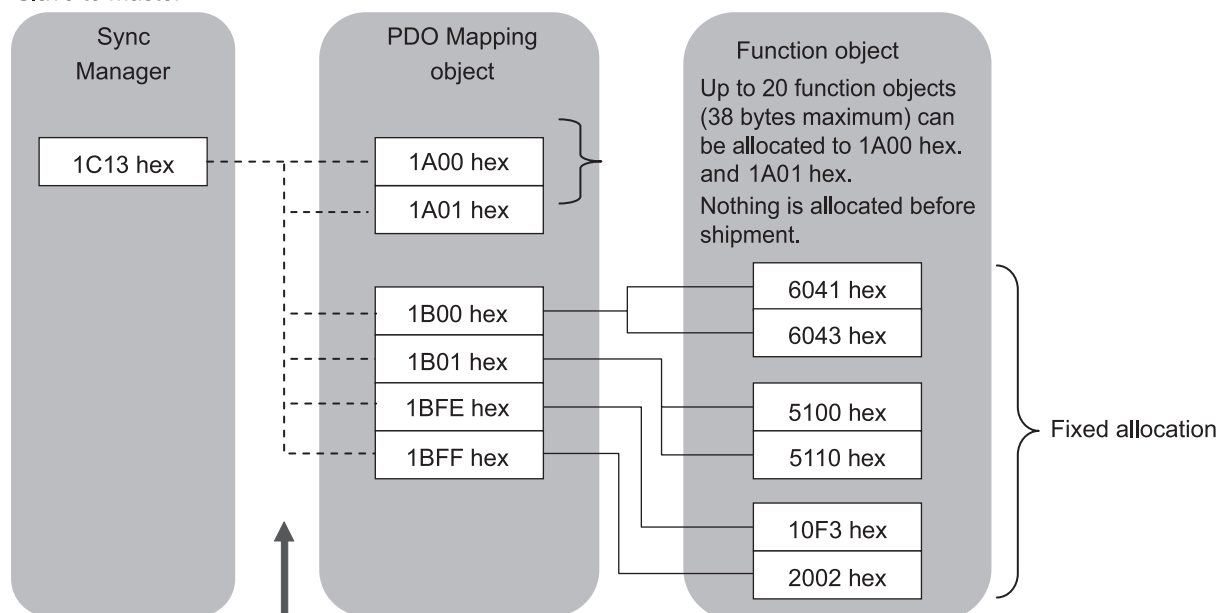 Sync
Manager
1C13 hex
PDO Mapping
object
1A00 hex
1A01 hex
1B00 hex
1B01 hex
1BFE hex
1BFF hex
Function object
Up to 20 function objects
(38 bytes maximum) can
be allocated to 1A00 hex.
and 1A01 hex.
Nothing is allocated before
shipment.
6041 hex
6043 hex
5100 hex
5110 hex
10F3 hex
2002 hex
Fixed allocation